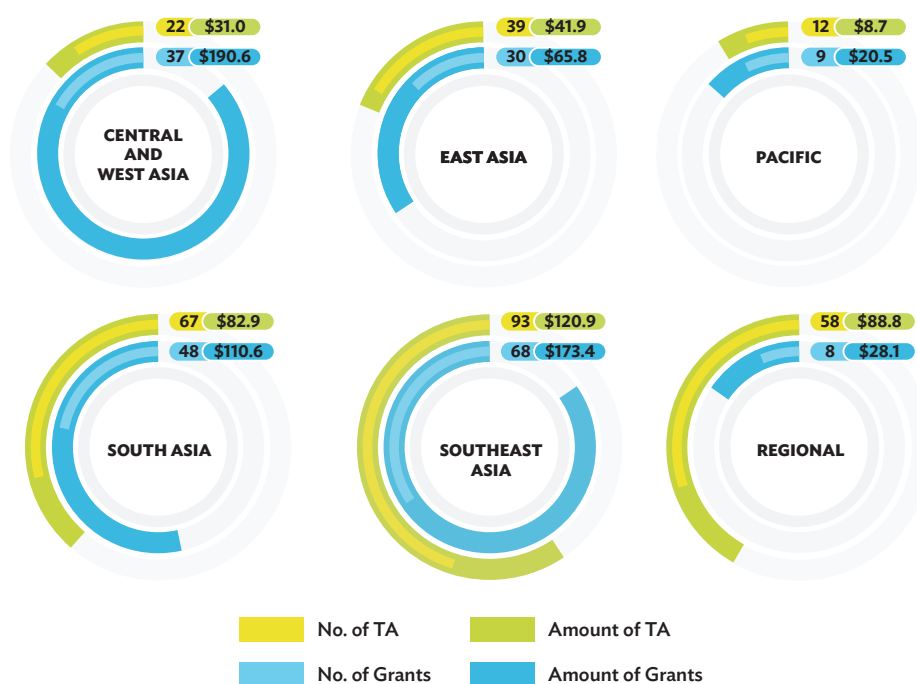 22 $31.0
37 $190.6
CENTRAL
AND
WEST ASIA
39 $41.9
30 $65.8
EAST ASIA
12 $8.7
9 $20.5
PACIFIC
67 $82.9
48 $110.6
SOUTH ASIA
93 $120.9
68 $173.4
SOUTHEAST
ASIA
58 $88.8
8 $28.1
REGIONAL
No. of TA
Amount of TA
No. of Grants
Amount of Grants